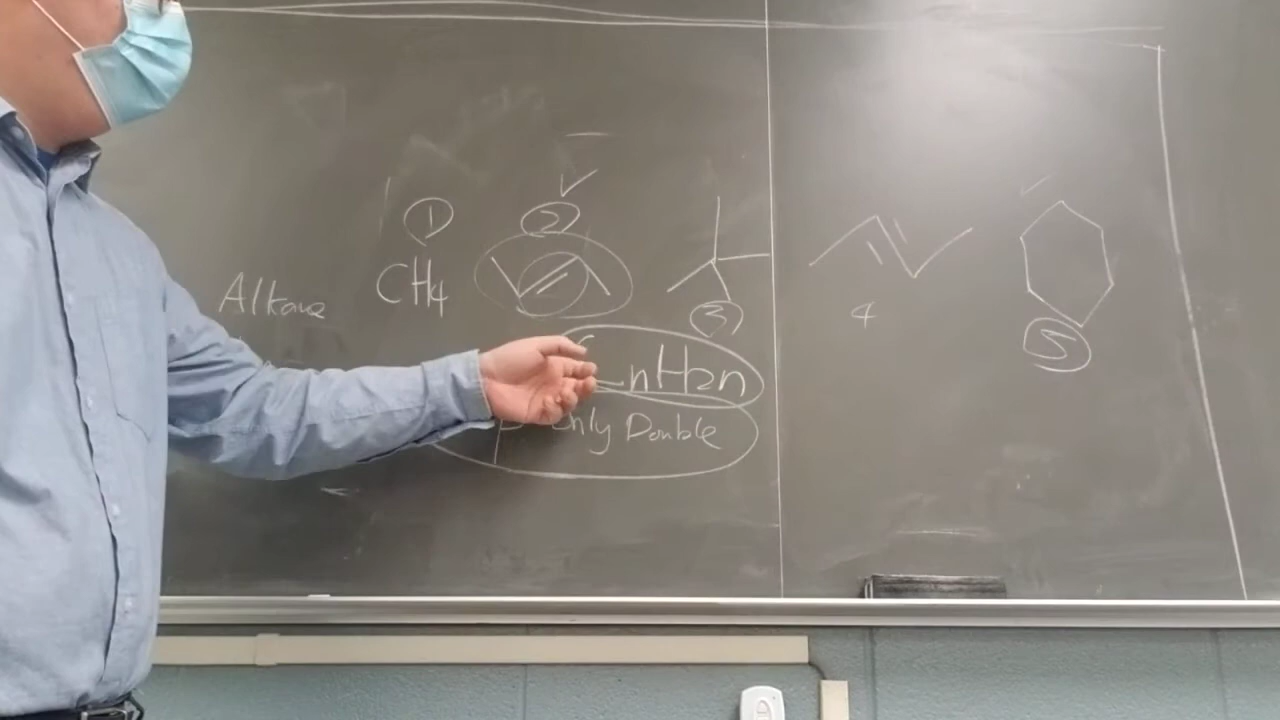 ① ②
CH4
Alkane
③ 4 ⑤
CnH2n
Only Double